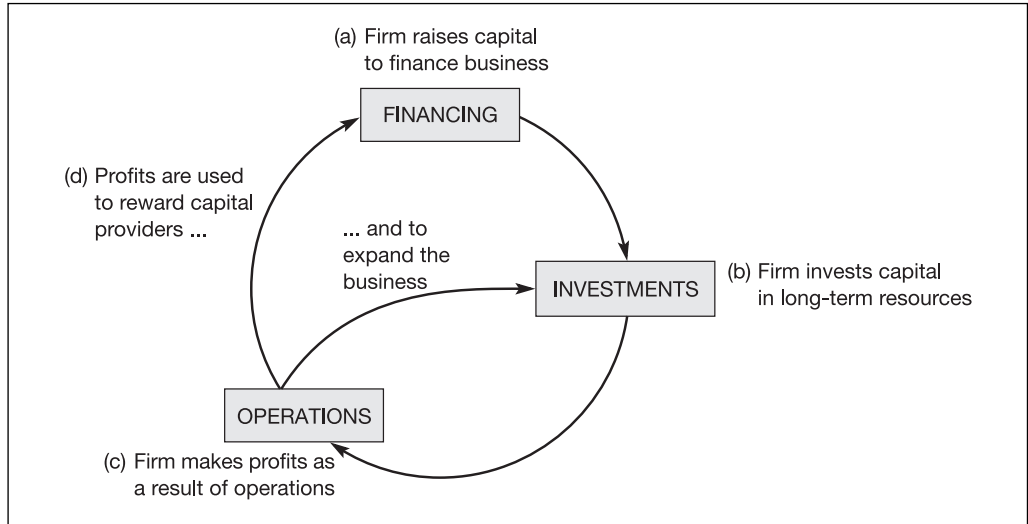 (a) Firm raises capital
to finance business
FINANCING
(d) Profits are used
to reward capital
providers ...
... and to
expand the
business
INVESTMENTS
(b) Firm invests capital
in long-term resources
OPERATIONS
(c) Firm makes profits as
a result of operations